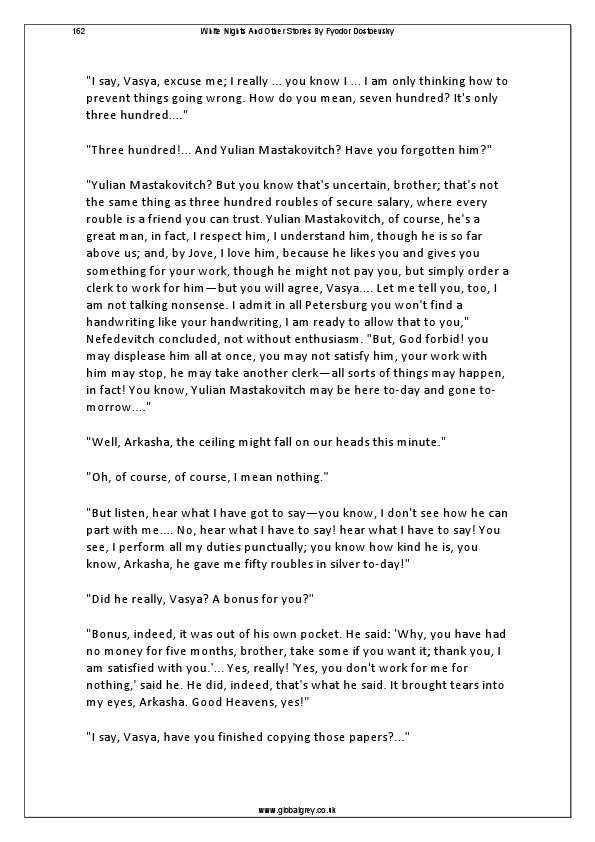 162 White Nights And Other Stories By Fyodor Dostoevsky
"I say, Vasya, excuse me; I really ... you know I ... I am only thinking how to
prevent things going wrong. How do you mean, seven hundred? It's only
three hundred...."
"Three hundred!... And Yulian Mastakovitch? Have you forgotten him?"
"Yulian Mastakovitch? But you know that's uncertain, brother; that's not
the same thing as three hundred roubles of secure salary, where every
rouble is a friend you can trust. Yulian Mastakovitch, of course, he's a
great man, in fact, I respect him, I understand him, though he is so far
above us; and, by Jove, I love him, because he likes you and gives you
something for your work, though he might not pay you, but simply order a
clerk to work for him—but you will agree, Vasya.... Let me tell you, too, I
am not talking nonsense. I admit in all Petersburg you won't find a
handwriting like your handwriting, I am ready to allow that to you,"
Nefedevitch concluded, not without enthusiasm. "But, God forbid! you
may displease him all at once, you may not satisfy him, your work with
him may stop, he may take another clerk—all sorts of things may happen,
in fact! You know, Yulian Mastakovitch may be here to-day and gone to-
morrow...."
"Well, Arkasha, the ceiling might fall on our heads this minute."
"Oh, of course, of course, I mean nothing."
"But listen, hear what I have got to say—you know, I don't see how he can
part with me.... No, hear what I have to say! hear what I have to say! You
see, I perform all my duties punctually; you know how kind he is, you
know, Arkasha, he gave me fifty roubles in silver to-day!"
"Did he really, Vasya? A bonus for you?"
"Bonus, indeed, it was out of his own pocket. He said: 'Why, you have had
no money for five months, brother, take some if you want it; thank you, I
am satisfied with you.'... Yes, really! 'Yes, you don't work for me for
nothing,' said he. He did, indeed, that's what he said. It brought tears into
my eyes, Arkasha. Good Heavens, yes!"
"I say, Vasya, have you finished copying those papers?..."
www.globalgrey.co.uk